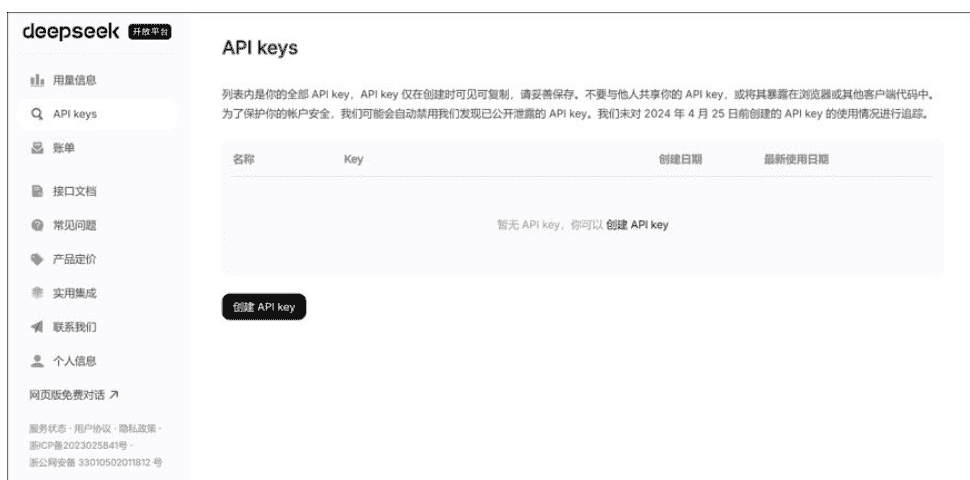 deepseek 开放平台
用量信息
API keys
账单
接口文档
常见问题
产品定价
实用集成
联系我们
个人信息
网页版免费对话 ↗
服务状态 · 用户协议 · 隐私政策 ·
浙ICP备2023025841号 ·
浙公网安备 33010502011812 号
API keys
列表内是你的全部 API key，API key 仅在创建时可见可复制，请妥善保存。不要与他人共享你的 API key，或将其暴露在浏览器或其他客户端代码中。
为了保护你的帐户安全，我们可能会自动禁用我们发现已公开泄露的 API key。我们未对 2024 年 4 月 25 日前创建的 API key 的使用情况进行追踪。
名称 Key 创建日期 最新使用日期
暂无 API key，你可以 创建 API key
创建 API key